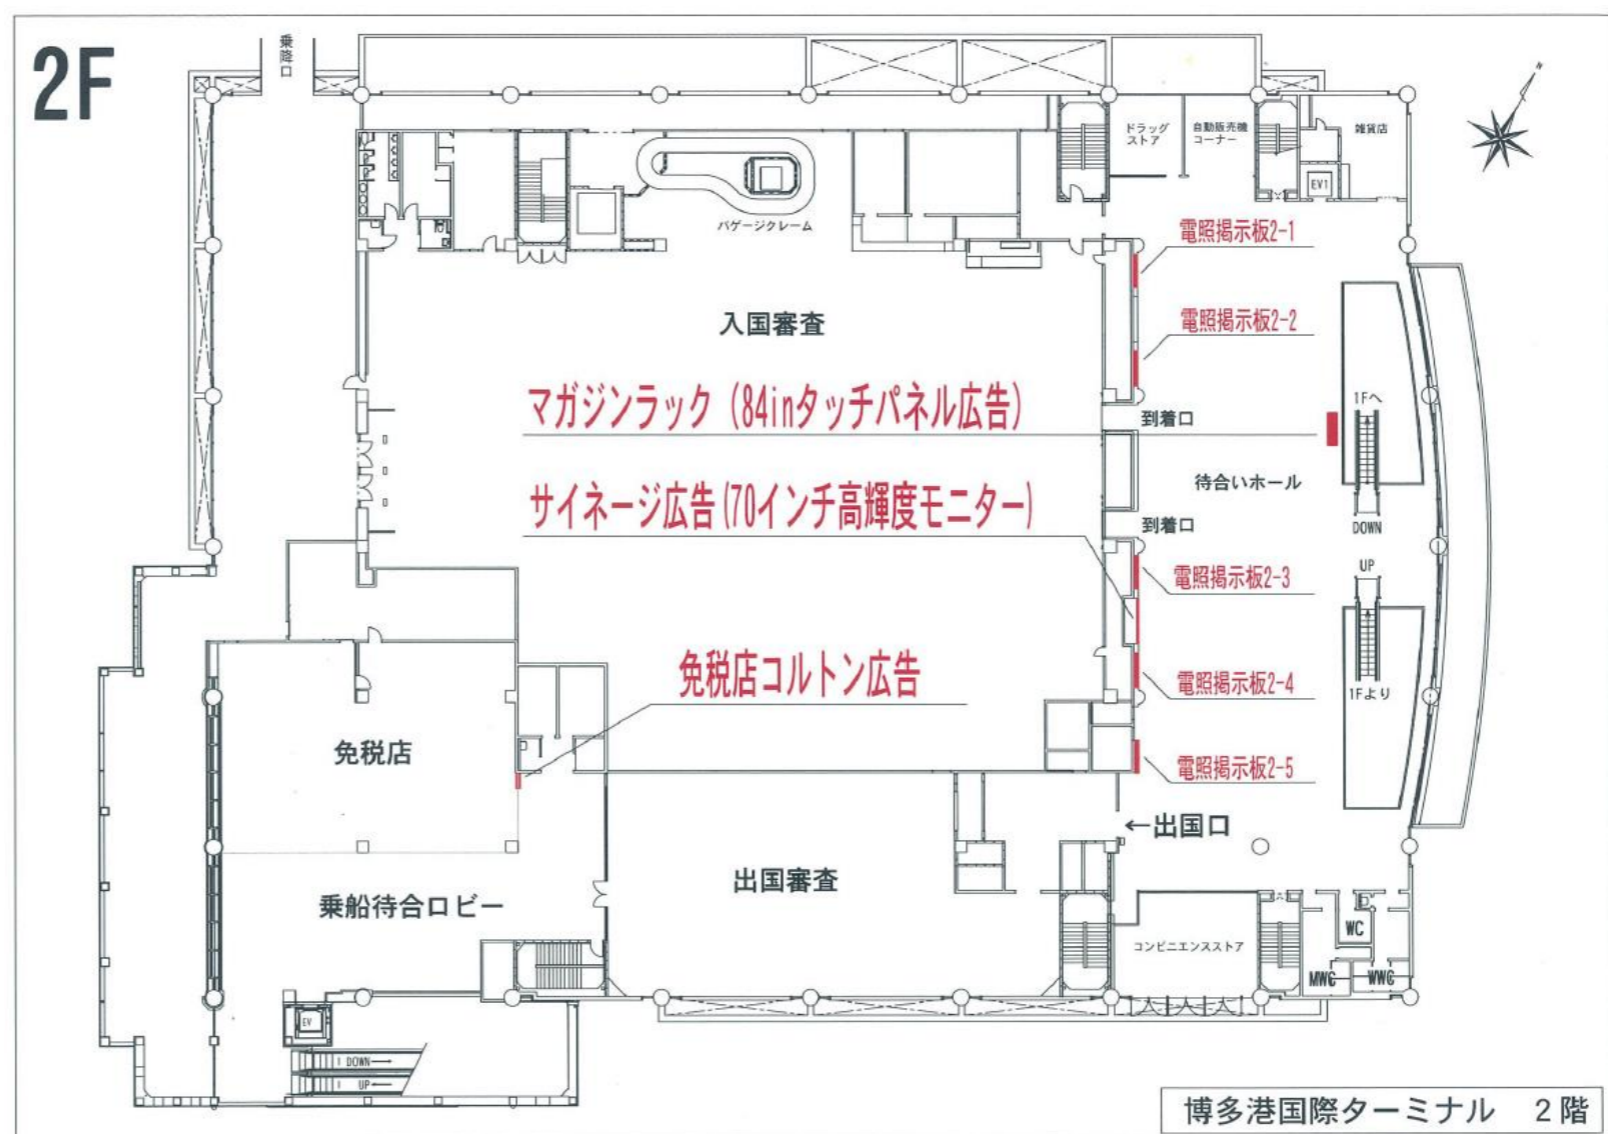 2F
乗降口
ドラッグ
ストア
自動販売機
コーナー
雑貨店
EV1
バゲージクレーム
電照掲示板2-1
入国審査
電照掲示板2-2
マガジンラック (84inタッチパネル広告)
到着口
1Fへ
サイネージ広告(70インチ高輝度モニター)
待合いホール
到着口
DOWN
UP
電照掲示板2-3
免税店コルトン広告
電照掲示板2-4
1Fより
免税店
電照掲示板2-5
←出国口
出国審査
乗船待合ロビー
コンビニエンスストア
WC
MWC
WWC
EV
DOWN→
UP←
博多港国際ターミナル 2階
N